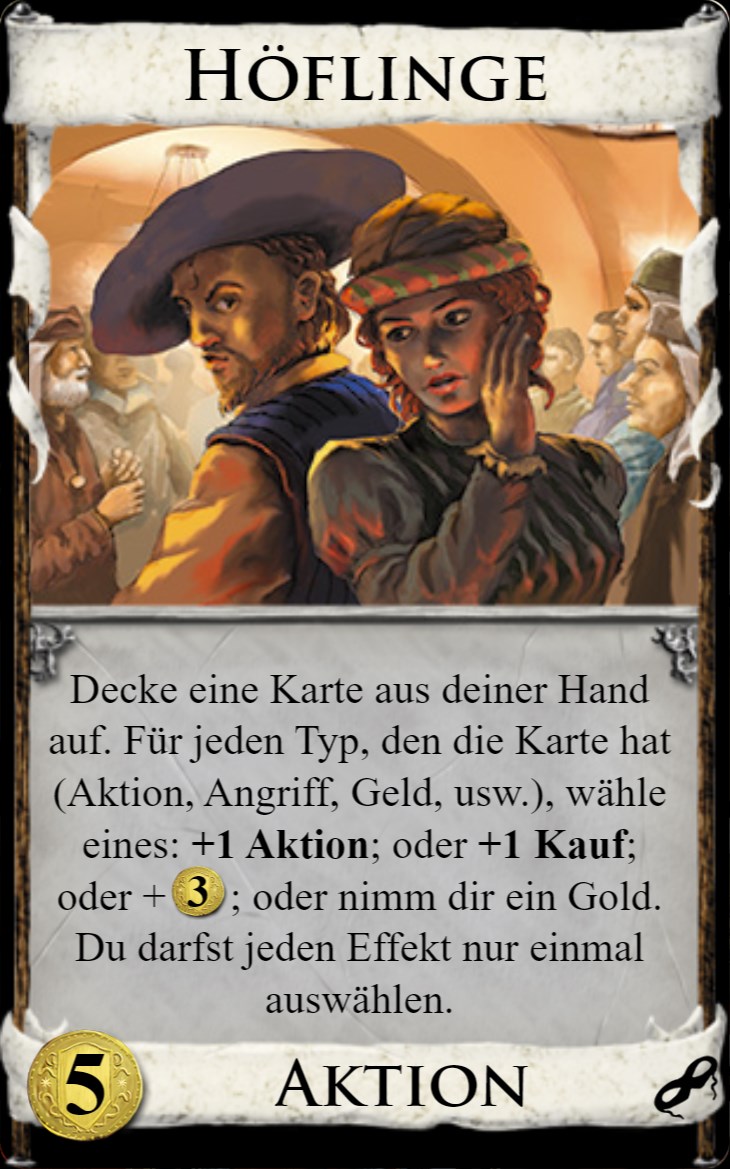 Höflinge
Decke eine Karte aus deiner Hand
auf. Für jeden Typ, den die Karte hat
(Aktion, Angriff, Geld, usw.), wähle
eines: +1 Aktion; oder +1 Kauf;
oder + 3 ; oder nimm dir ein Gold.
Du darfst jeden Effekt nur einmal
auswählen.
5
Aktion